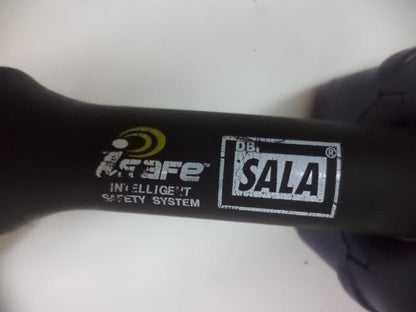 iSafe™
INTELLIGENT
SAFETY SYSTEM
DBI
SALA®